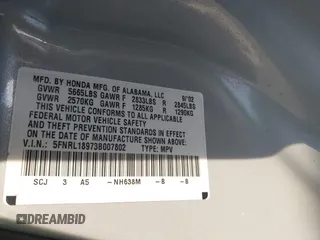 MFD. BY HONDA MFG. OF ALABAMA, LLC 9/02
GVWR 5665LBS GAWR F 2833LBS R 2845LBS
GVWR 2570KG GAWR F 1285KG R 1290KG
THIS VEHICLE CONFORMS TO ALL APPLICABLE
FEDERAL MOTOR VEHICLE SAFETY AND
THEFT PREVENTION STANDARDS IN EFFECT
ON THE DATE OF MANUFACTURE SHOWN ABOVE.
V.I.N.: 5FNRL18973B007802 TYPE: MPV
SCJ 3 A5 -NH638M -B -B
DREAMBID